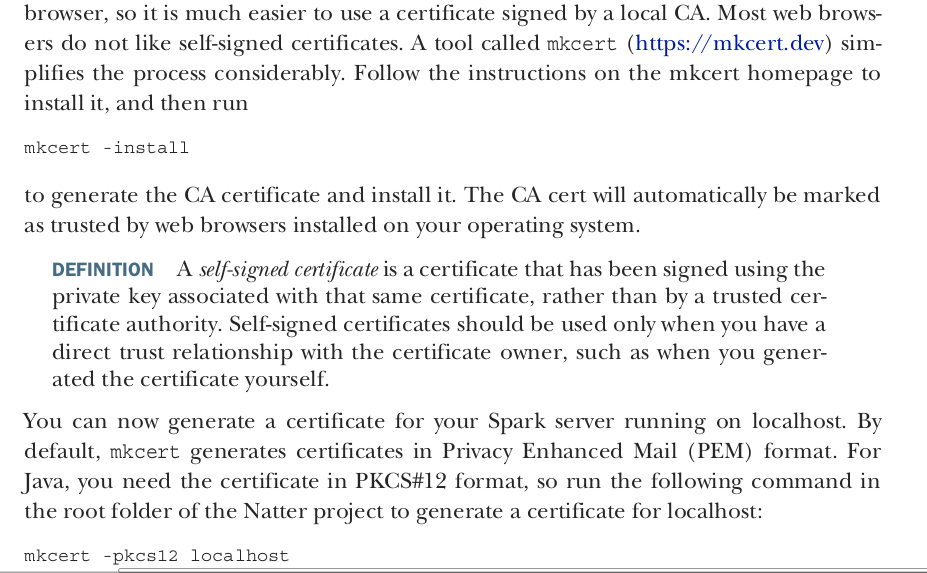 browser, so it is much easier to use a certificate signed by a local CA. Most web brows-
ers do not like self-signed certificates. A tool called mkcert (https://mkcert.dev) sim-
plifies the process considerably. Follow the instructions on the mkcert homepage to
install it, and then run
mkcert -install
to generate the CA certificate and install it. The CA cert will automatically be marked
as trusted by web browsers installed on your operating system.
DEFINITION A self-signed certificate is a certificate that has been signed using the
private key associated with that same certificate, rather than by a trusted cer-
tificate authority. Self-signed certificates should be used only when you have a
direct trust relationship with the certificate owner, such as when you gener-
ated the certificate yourself.
You can now generate a certificate for your Spark server running on localhost. By
default, mkcert generates certificates in Privacy Enhanced Mail (PEM) format. For
Java, you need the certificate in PKCS#12 format, so run the following command in
the root folder of the Natter project to generate a certificate for localhost:
mkcert -pkcs12 localhost